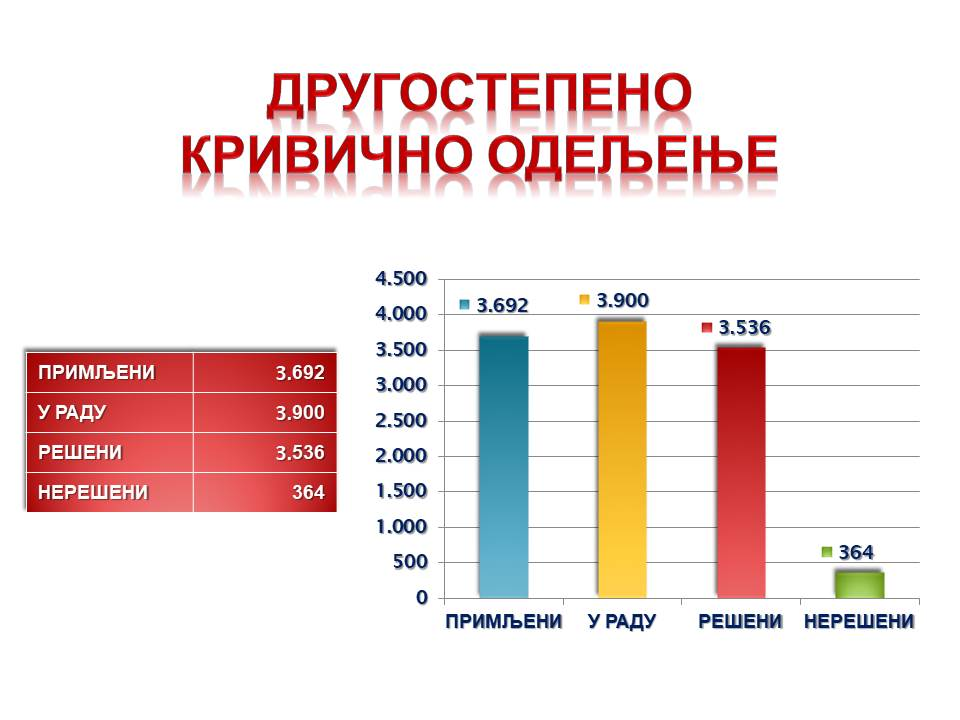 ДРУГОСТЕПЕНО
КРИВИЧНО ОДЕЉЕЊЕ
ПРИМЉЕНИ 3.692
У РАДУ 3.900
РЕШЕНИ 3.536
НЕРЕШЕНИ 364
4.500
4.000
3.500
3.000
2.500
2.000
1.500
1.000
500
0
3.692
3.900
3.536
364
ПРИМЉЕНИ У РАДУ РЕШЕНИ НЕРЕШЕНИ